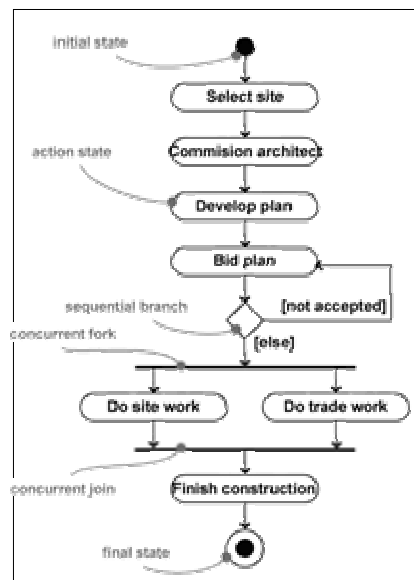 initial state
Select site
Commision architect
action state
Develop plan
Bid plan
sequential branch
[not accepted]
concurrent fork
[else]
Do site work
Do trade work
concurrent join
Finish construction
final state